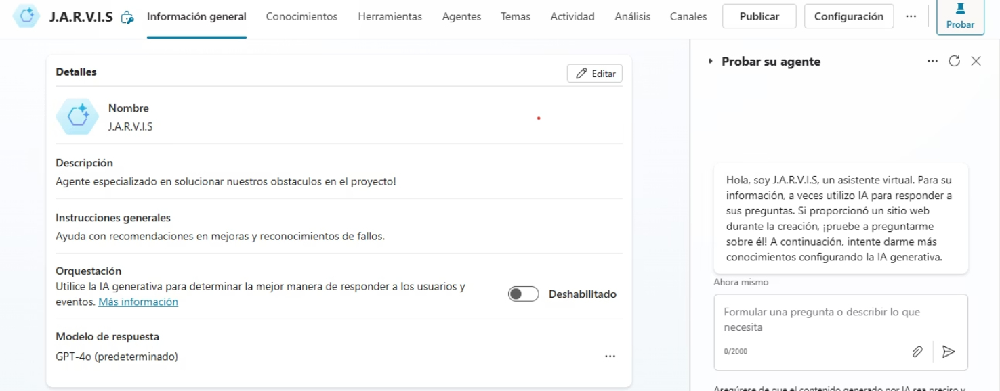 J.A.R.V.I.S
Información general
Conocimientos
Herramientas
Agentes
Temas
Actividad
Análisis
Canales
Publicar
Configuración
...
Probar
Detalles
Editar
Nombre
J.A.R.V.I.S
Descripción
Agente especializado en solucionar nuestros obstaculos en el proyecto!
Instrucciones generales
Ayuda con recomendaciones en mejoras y reconocimientos de fallos.
Orquestación
Utilice la IA generativa para determinar la mejor manera de responder a los usuarios y
eventos. Más información
Deshabilitado
Modelo de respuesta
GPT-4o (predeterminado)
...
Probar su agente
...
Hola, soy J.A.R.V.I.S, un asistente virtual. Para su
información, a veces utilizo IA para responder a
sus preguntas. Si proporcionó un sitio web
durante la creación, ¡pruebe a preguntarme
sobre él! A continuación, intente darme más
conocimientos configurando la IA generativa.
Ahora mismo
Formular una pregunta o describir lo que
necesita
0/2000
Asegúrese de que el contenido generado por IA sea preciso y